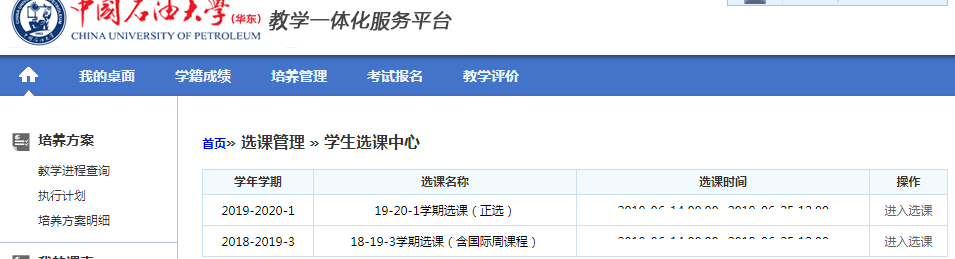 中國石油大學(华东) 教学一体化服务平台
CHINA UNIVERSITY OF PETROLEUM
我的桌面 学籍成绩 培养管理 考试报名 教学评价
培养方案
教学进程查询
执行计划
培养方案明细
首页» 选课管理 » 学生选课中心
学年学期 选课名称 选课时间 操作
2019-2020-1 19-20-1学期选课（正选） 进入选课
2018-2019-3 18-19-3学期选课（含国际周课程） 进入选课